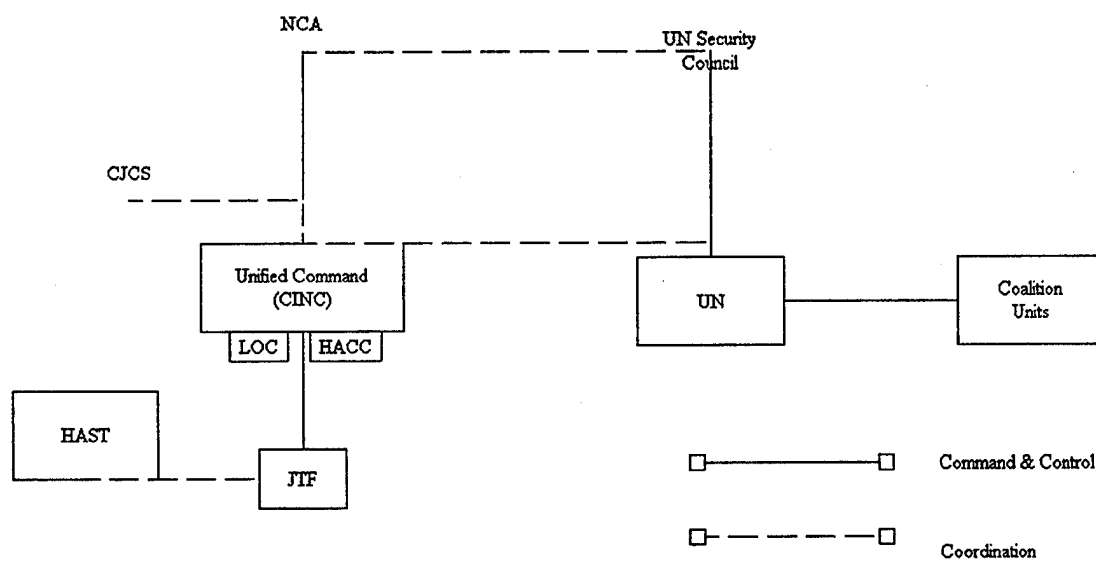 NCA
UN Security
Council
CJCS
Unified Command
(CINC)
LOC
HACC
UN
Coalition
Units
HAST
JTF
Command & Control
Coordination